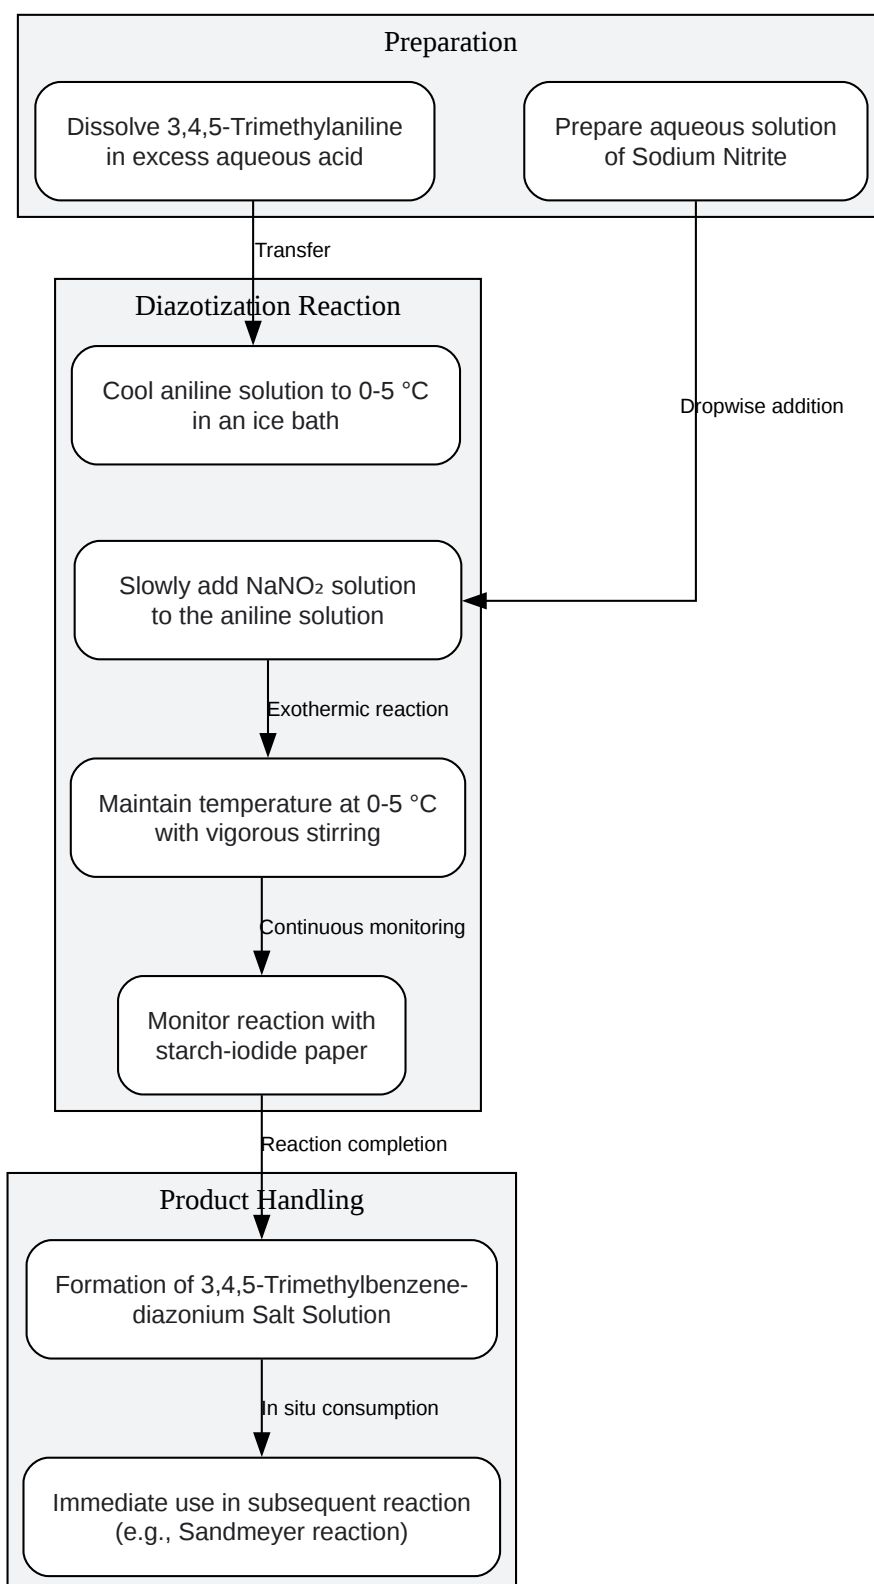 Preparation
Dissolve 3,4,5-Trimethylaniline
in excess aqueous acid
Prepare aqueous solution
of Sodium Nitrite
Transfer
Diazotization Reaction
Cool aniline solution to 0-5 °C
in an ice bath
Dropwise addition
Slowly add NaNO₂ solution
to the aniline solution
Exothermic reaction
Maintain temperature at 0-5 °C
with vigorous stirring
Continuous monitoring
Monitor reaction with
starch-iodide paper
Reaction completion
Product Handling
Formation of 3,4,5-Trimethylbenzene-
diazonium Salt Solution
In situ consumption
Immediate use in subsequent reaction
(e.g., Sandmeyer reaction)